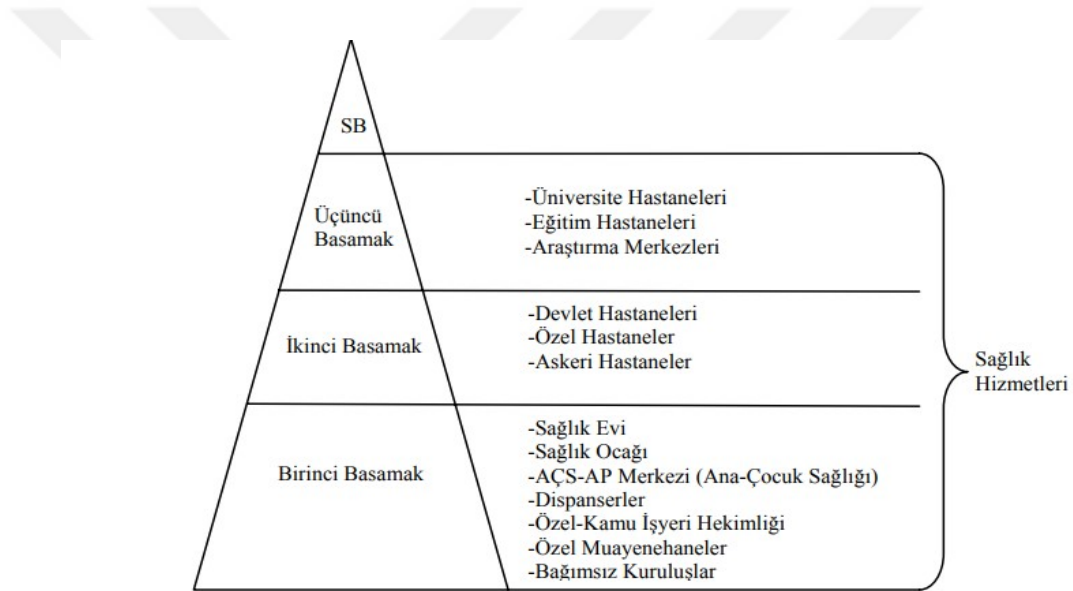 SB
Üçüncü
Basamak
-Üniversite Hastaneleri
-Eğitim Hastaneleri
-Araştırma Merkezleri
İkinci Basamak
-Devlet Hastaneleri
-Özel Hastaneler
-Askeri Hastaneler
Birinci Basamak
-Sağlık Evi
-Sağlık Ocağı
-AÇS-AP Merkezi (Ana-Çocuk Sağlığı)
-Dispanserler
-Özel-Kamu İşyeri Hekimliği
-Özel Muayenehaneler
-Bağımsız Kuruluşlar
Sağlık
Hizmetleri